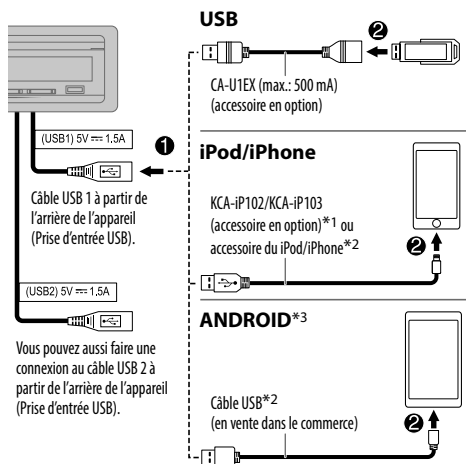 (USB1) 5V ⎓ 1.5A
❶
Câble USB 1 à partir de
l'arrière de l'appareil
(Prise d'entrée USB).
(USB2) 5V ⎓ 1.5A
Vous pouvez aussi faire une
connexion au câble USB 2 à
partir de l'arrière de l'appareil
(Prise d'entrée USB).
USB
❷
CA-U1EX (max.: 500 mA)
(accessoire en option)
iPod/iPhone
KCA-iP102/KCA-iP103
(accessoire en option)*1 ou
accessoire du iPod/iPhone*2
❷
ANDROID*3
Câble USB*2
(en vente dans le commerce)
❷